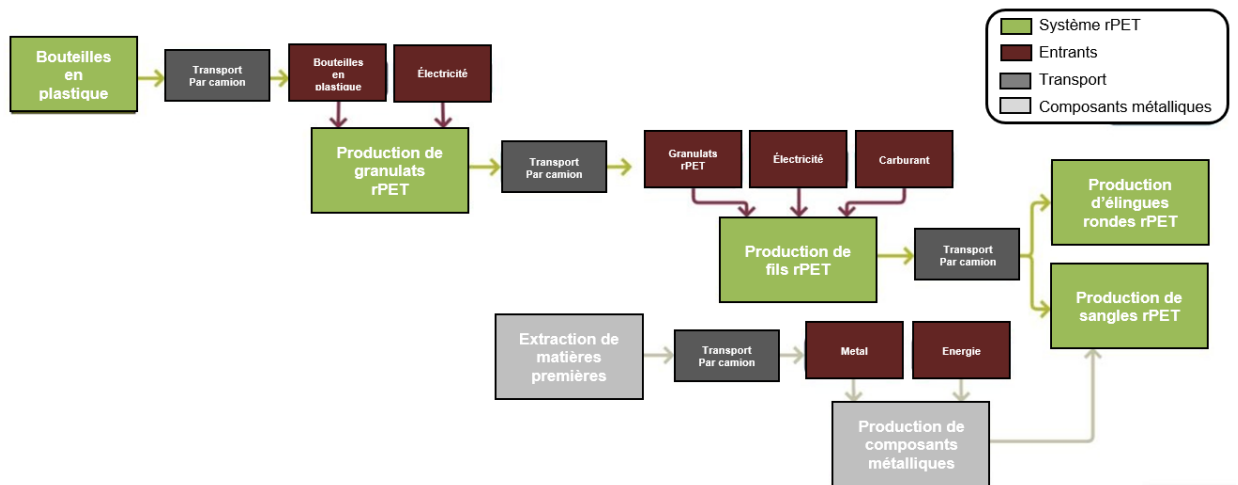 Système rPET
Entrants
Transport
Composants métalliques
Bouteilles
en
plastique
Transport
Par camion
Bouteilles
en
plastique
Électricité
Production de
granulats
rPET
Transport
Par camion
Granulats
rPET
Électricité
Carburant
Production de
fils rPET
Transport
Par camion
Production
d'élingues
rondes rPET
Production de
sangles rPET
Extraction de
matières
premières
Transport
Par camion
Metal
Energie
Production de
composants
métalliques